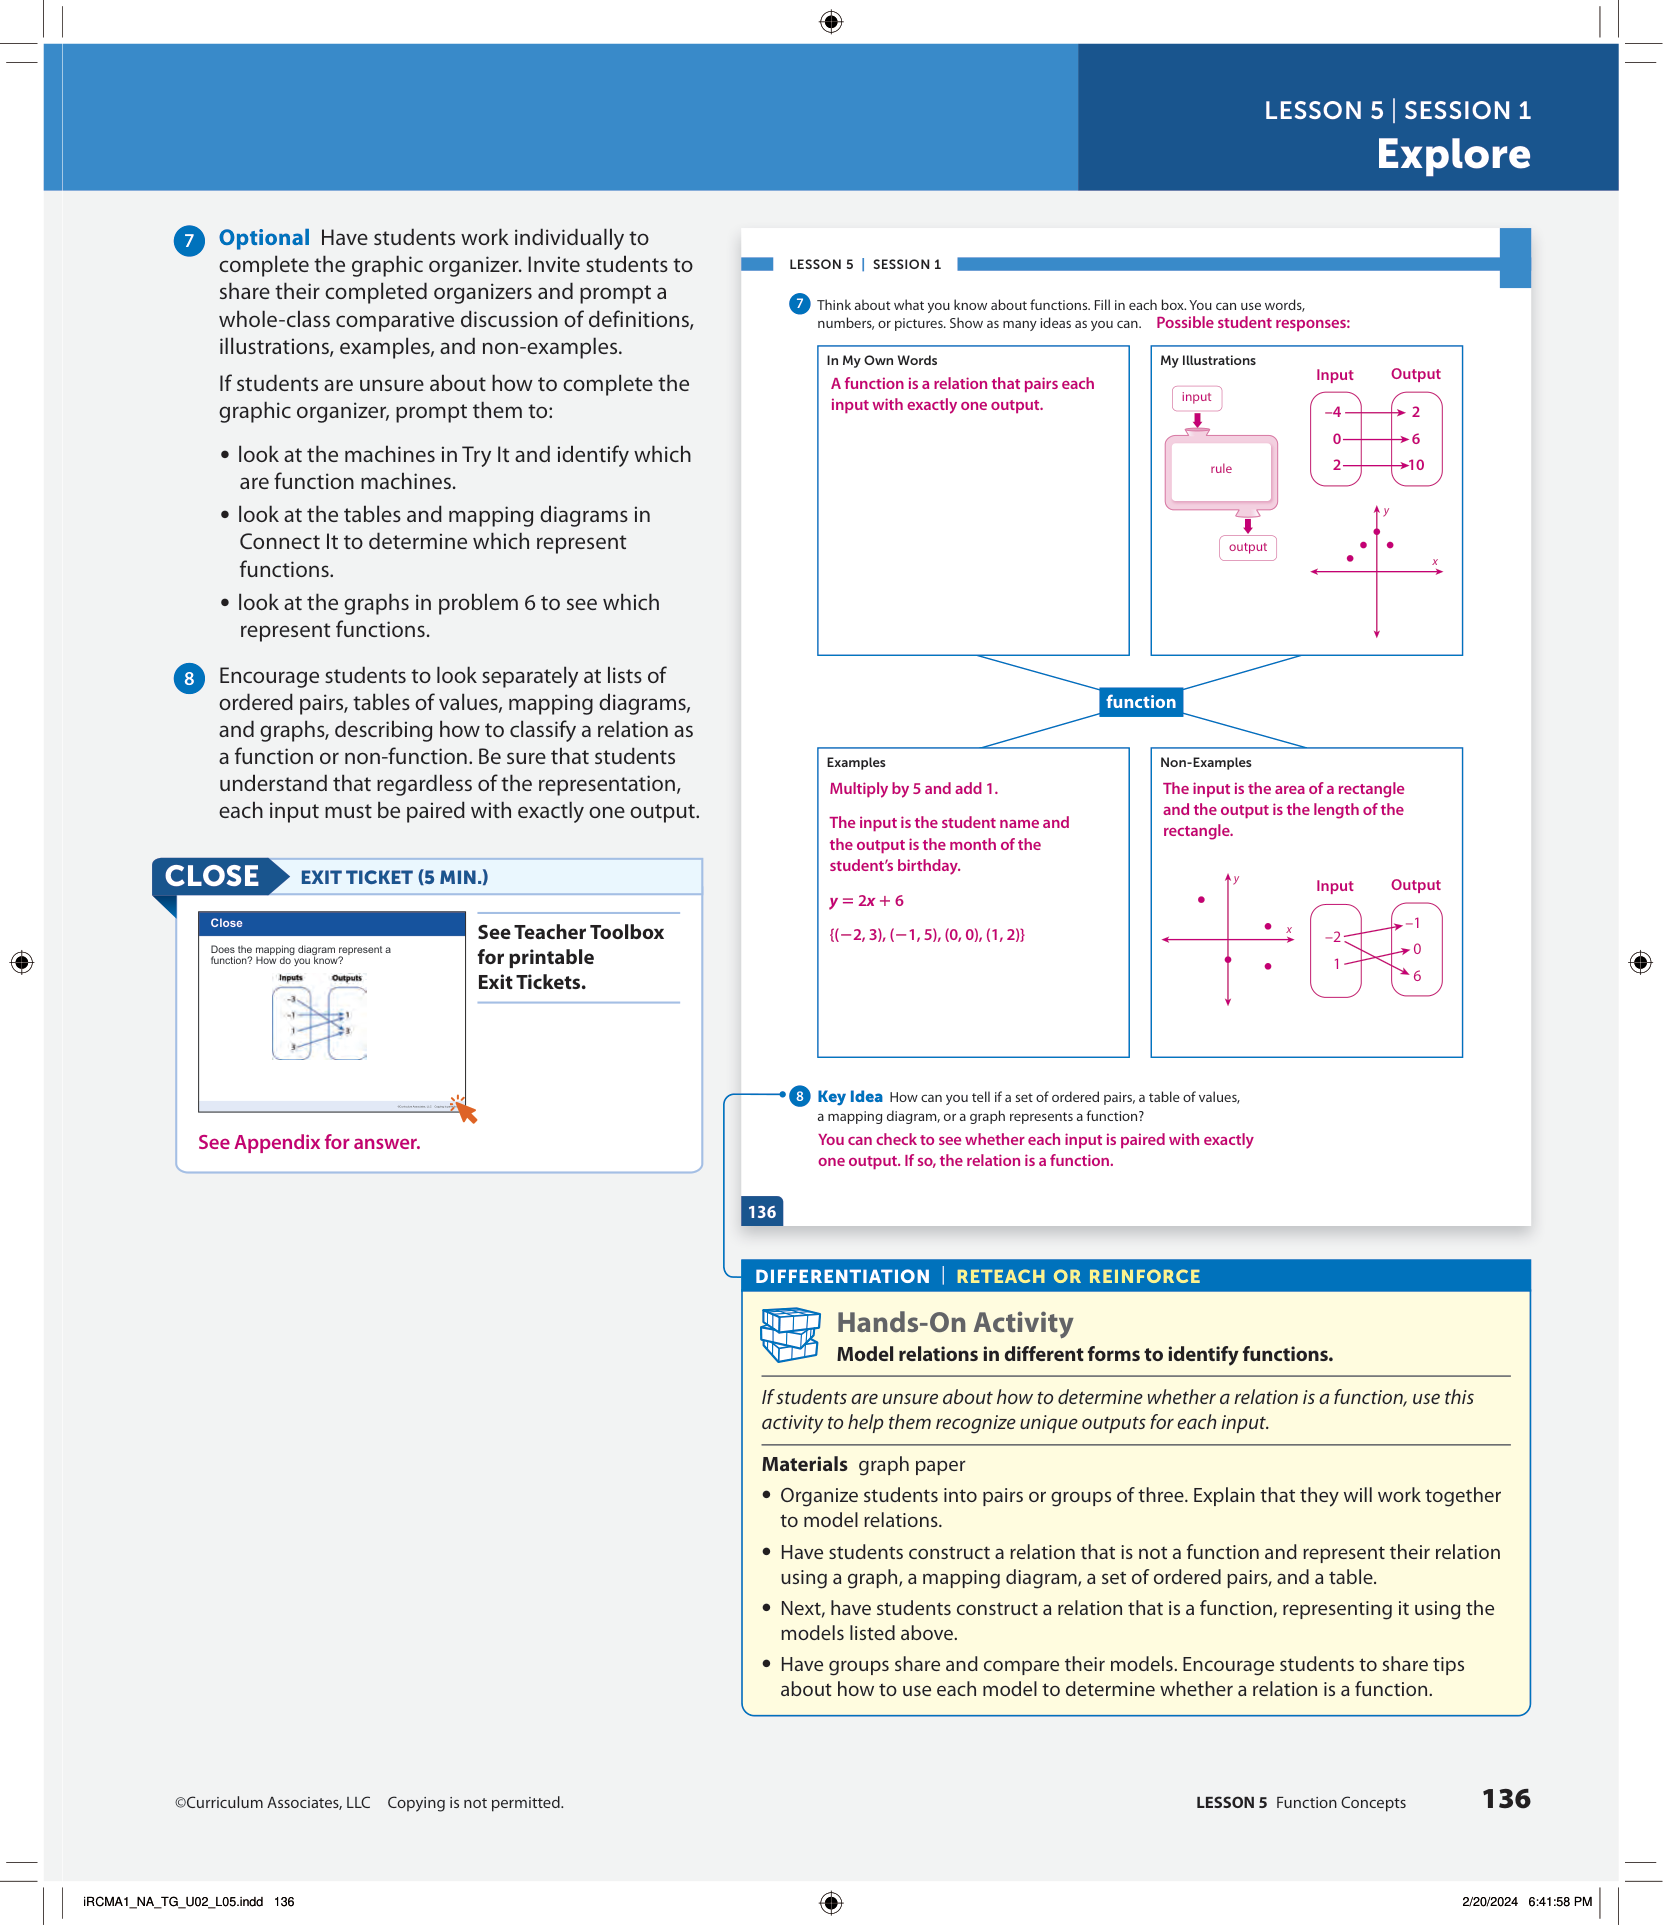 LESSON 5 | SESSION 1
Explore
7 Optional Have students work individually to
complete the graphic organizer. Invite students to
share their completed organizers and prompt a
whole-class comparative discussion of definitions,
illustrations, examples, and non-examples.
If students are unsure about how to complete the
graphic organizer, prompt them to:
• look at the machines in Try It and identify which
are function machines.
• look at the tables and mapping diagrams in
Connect It to determine which represent
functions.
• look at the graphs in problem 6 to see which
represent functions.
8 Encourage students to look separately at lists of
ordered pairs, tables of values, mapping diagrams,
and graphs, describing how to classify a relation as
a function or non-function. Be sure that students
understand that regardless of the representation,
each input must be paired with exactly one output.
CLOSE EXIT TICKET (5 MIN.)
Close
Does the mapping diagram represent a
function? How do you know?
Inputs Outputs
–3
–1 1
1 3
3
See Teacher Toolbox
for printable
Exit Tickets.
See Appendix for answer.
LESSON 5 | SESSION 1
7 Think about what you know about functions. Fill in each box. You can use words,
numbers, or pictures. Show as many ideas as you can. Possible student responses:
In My Own Words
A function is a relation that pairs each
input with exactly one output.
My Illustrations
input
rule
output
Input Output
–4 2
0 6
2 10
y
x
function
Examples
Multiply by 5 and add 1.
The input is the student name and
the output is the month of the
student's birthday.
y = 2x + 6
{(−2, 3), (−1, 5), (0, 0), (1, 2)}
Non-Examples
The input is the area of a rectangle
and the output is the length of the
rectangle.
y
x
Input Output
–2 –1
1 0
6
8 Key Idea How can you tell if a set of ordered pairs, a table of values,
a mapping diagram, or a graph represents a function?
You can check to see whether each input is paired with exactly
one output. If so, the relation is a function.
136
DIFFERENTIATION | RETEACH OR REINFORCE
Hands-On Activity
Model relations in different forms to identify functions.
If students are unsure about how to determine whether a relation is a function, use this
activity to help them recognize unique outputs for each input.
Materials graph paper
• Organize students into pairs or groups of three. Explain that they will work together
to model relations.
• Have students construct a relation that is not a function and represent their relation
using a graph, a mapping diagram, a set of ordered pairs, and a table.
• Next, have students construct a relation that is a function, representing it using the
models listed above.
• Have groups share and compare their models. Encourage students to share tips
about how to use each model to determine whether a relation is a function.
©Curriculum Associates, LLC Copying is not permitted.
LESSON 5 Function Concepts 136
iRCMA1_NA_TG_U02_L05.indd 136
2/20/2024 6:41:58 PM